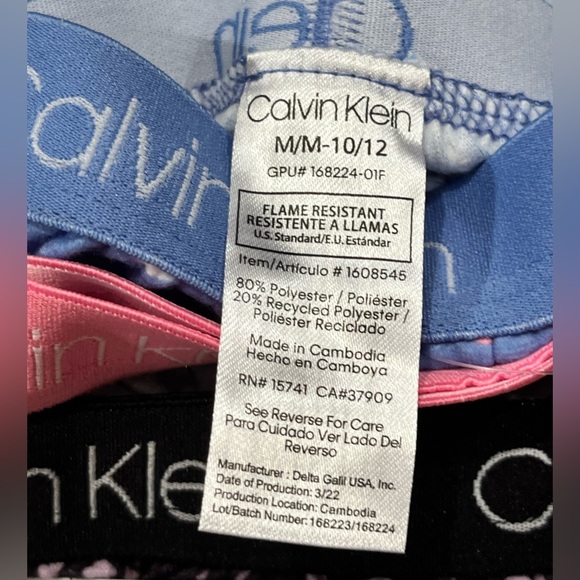 Calvin Klein
M/M-10/12
GPU# 168224-01F
FLAME RESISTANT
RESISTENTE A LLAMAS
U.S. Standard/E.U. Estándar
Item/Artículo # 1608545
80% Polyester / Poliéster
20% Recycled Polyester /
Poliéster Reciclado
Made in Cambodia
Hecho en Camboya
RN# 15741 CA#37909
See Reverse For Care
Para Cuidado Ver Lado Del
Reverso
Manufacturer : Delta Galil USA, Inc.
Date of Production: 3/22
Production Location: Cambodia
Lot/Batch Number: 168223/168224
Calvin
in K
n Kle
C